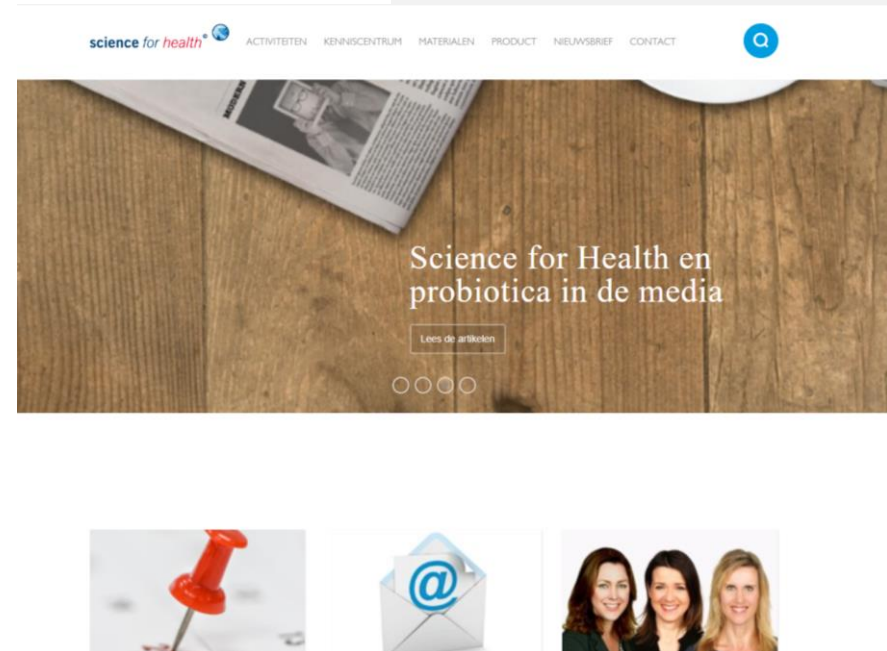 science for health®
ACTIVITEITEN KENNISCENTRUM MATERIALEN PRODUCT NIEUWSBRIEF CONTACT
MODERN
Science for Health en
probiotica in de media
Lees de artikelen
@